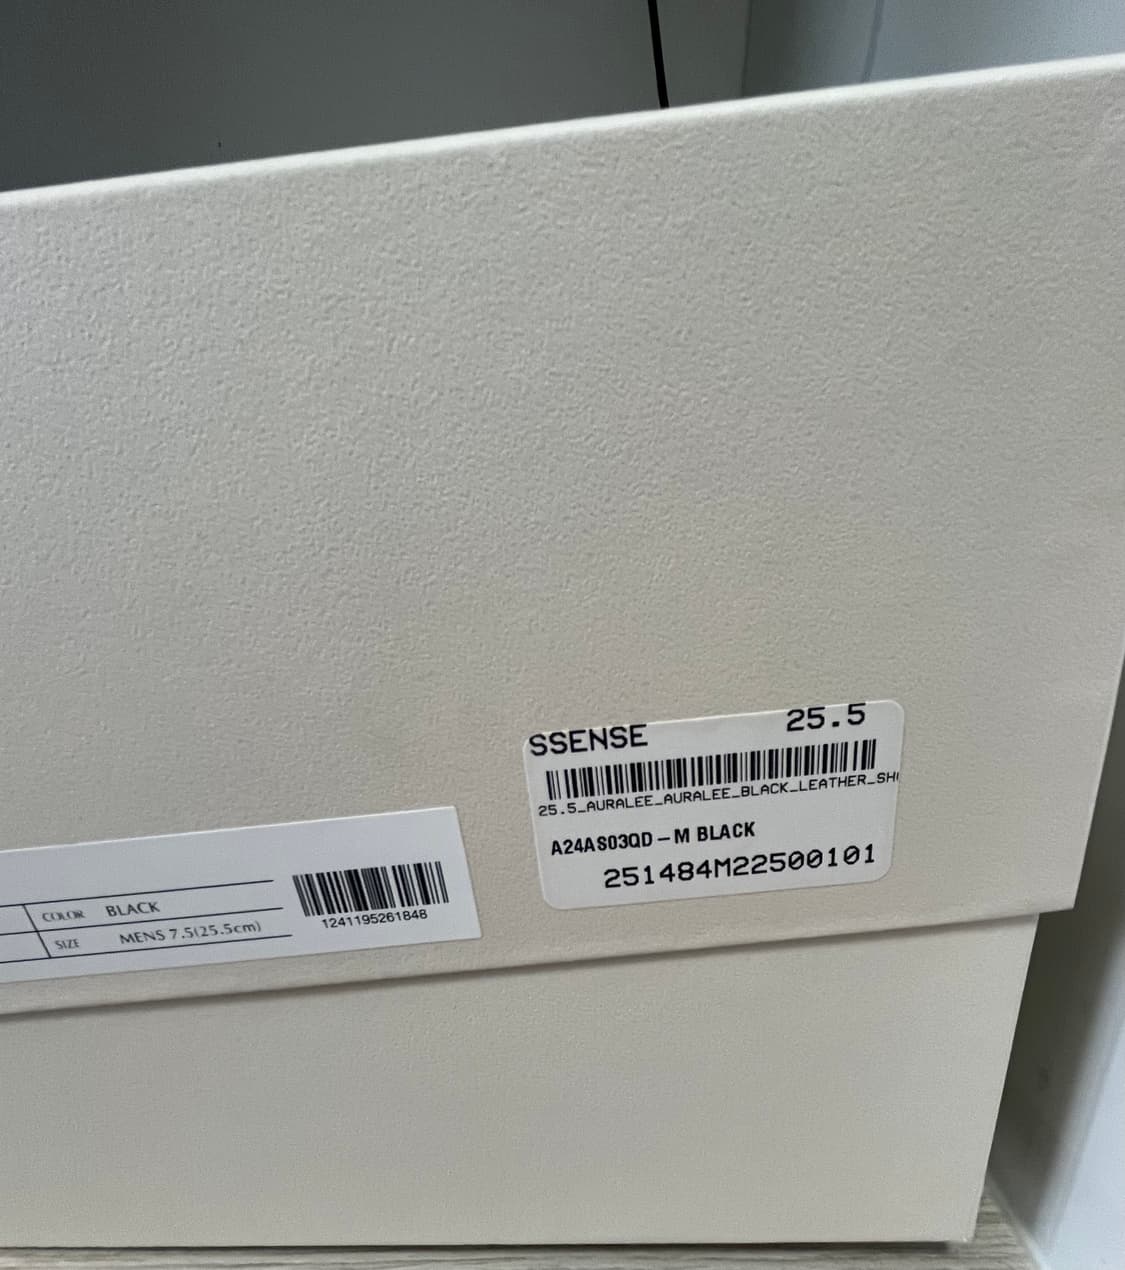 SSENSE 25.5
25.5_AURALEE_AURALEE_BLACK_LEATHER_SH
A24AS03QD – M BLACK
251484M22500101
COLOR BLACK
SIZE MENS 7.5(25.5cm)
1241195261848